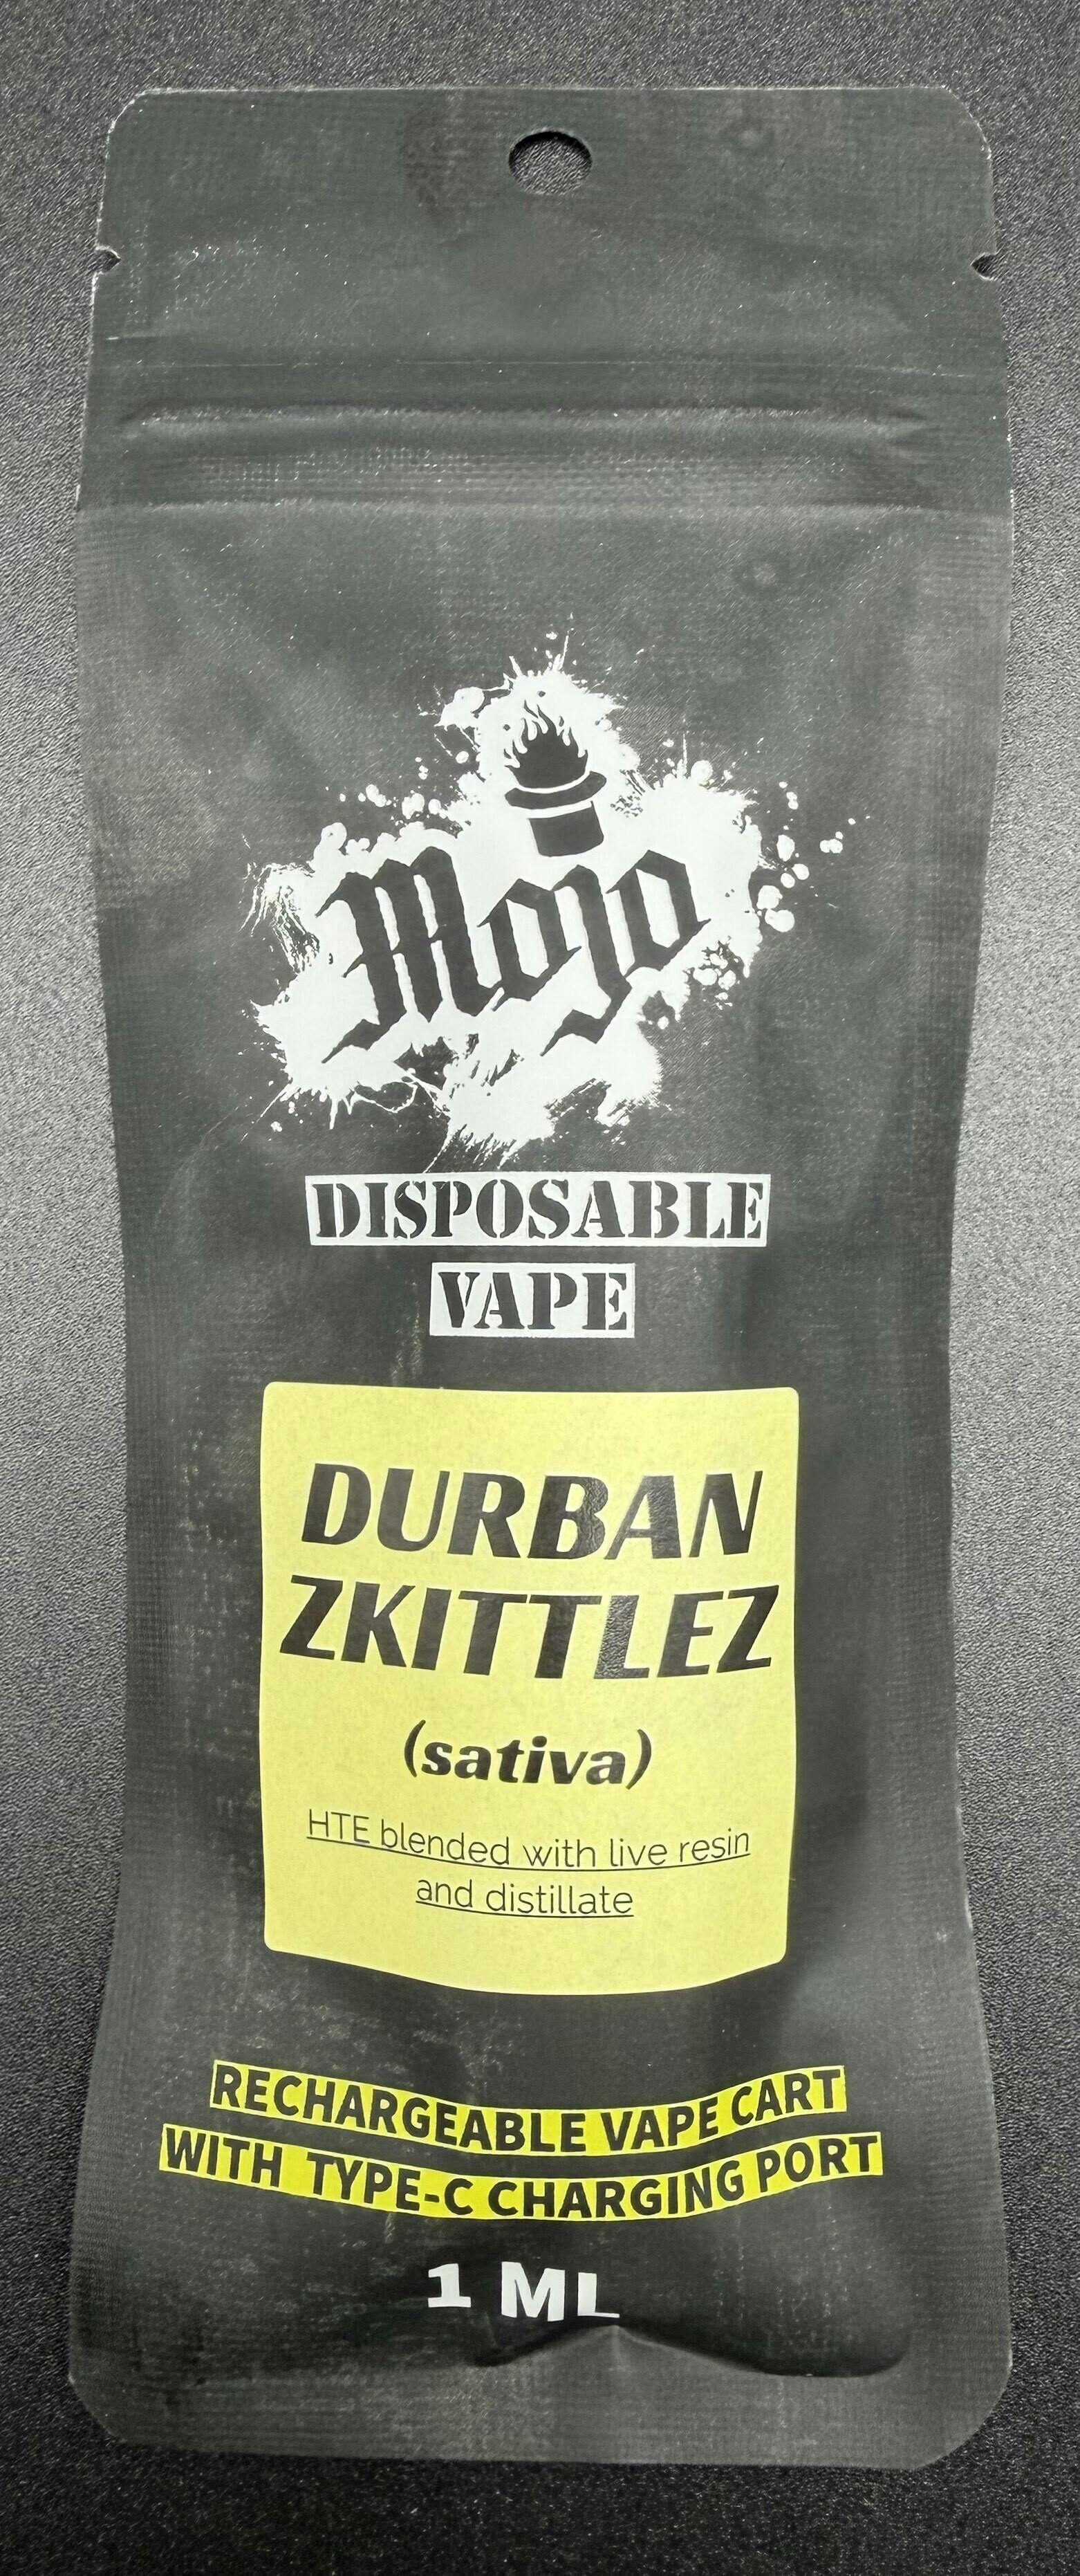 Mojo
DISPOSABLE
VAPE
DURBAN
ZKITTLEZ
(sativa)
HTE blended with live resin
and distillate
RECHARGEABLE VAPE CART
WITH TYPE-C CHARGING PORT
1 ML